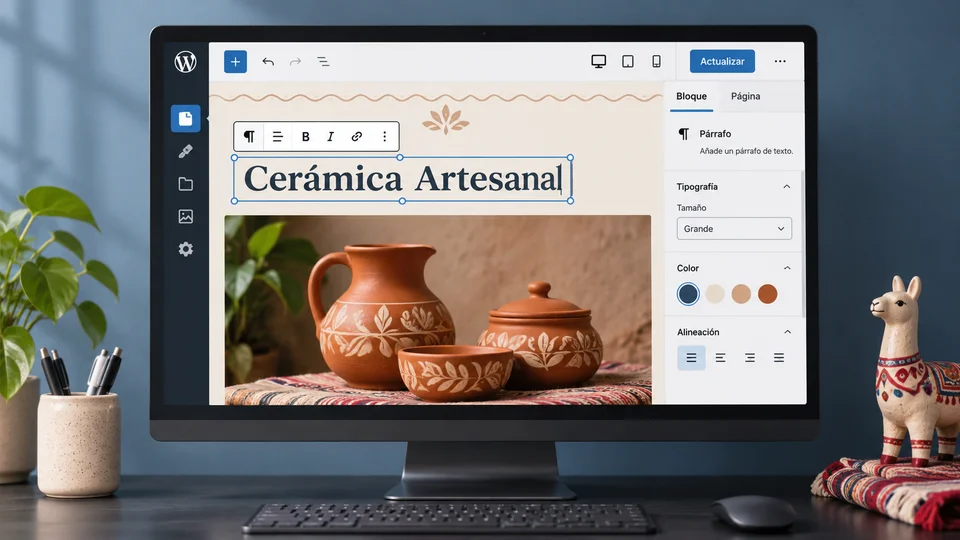 Actualizar
Bloque
Página
Cerámica Artesanal
Párrafo
Añade un párrafo de texto.
Tipografía
Tamaño
Grande
Color
Alineación